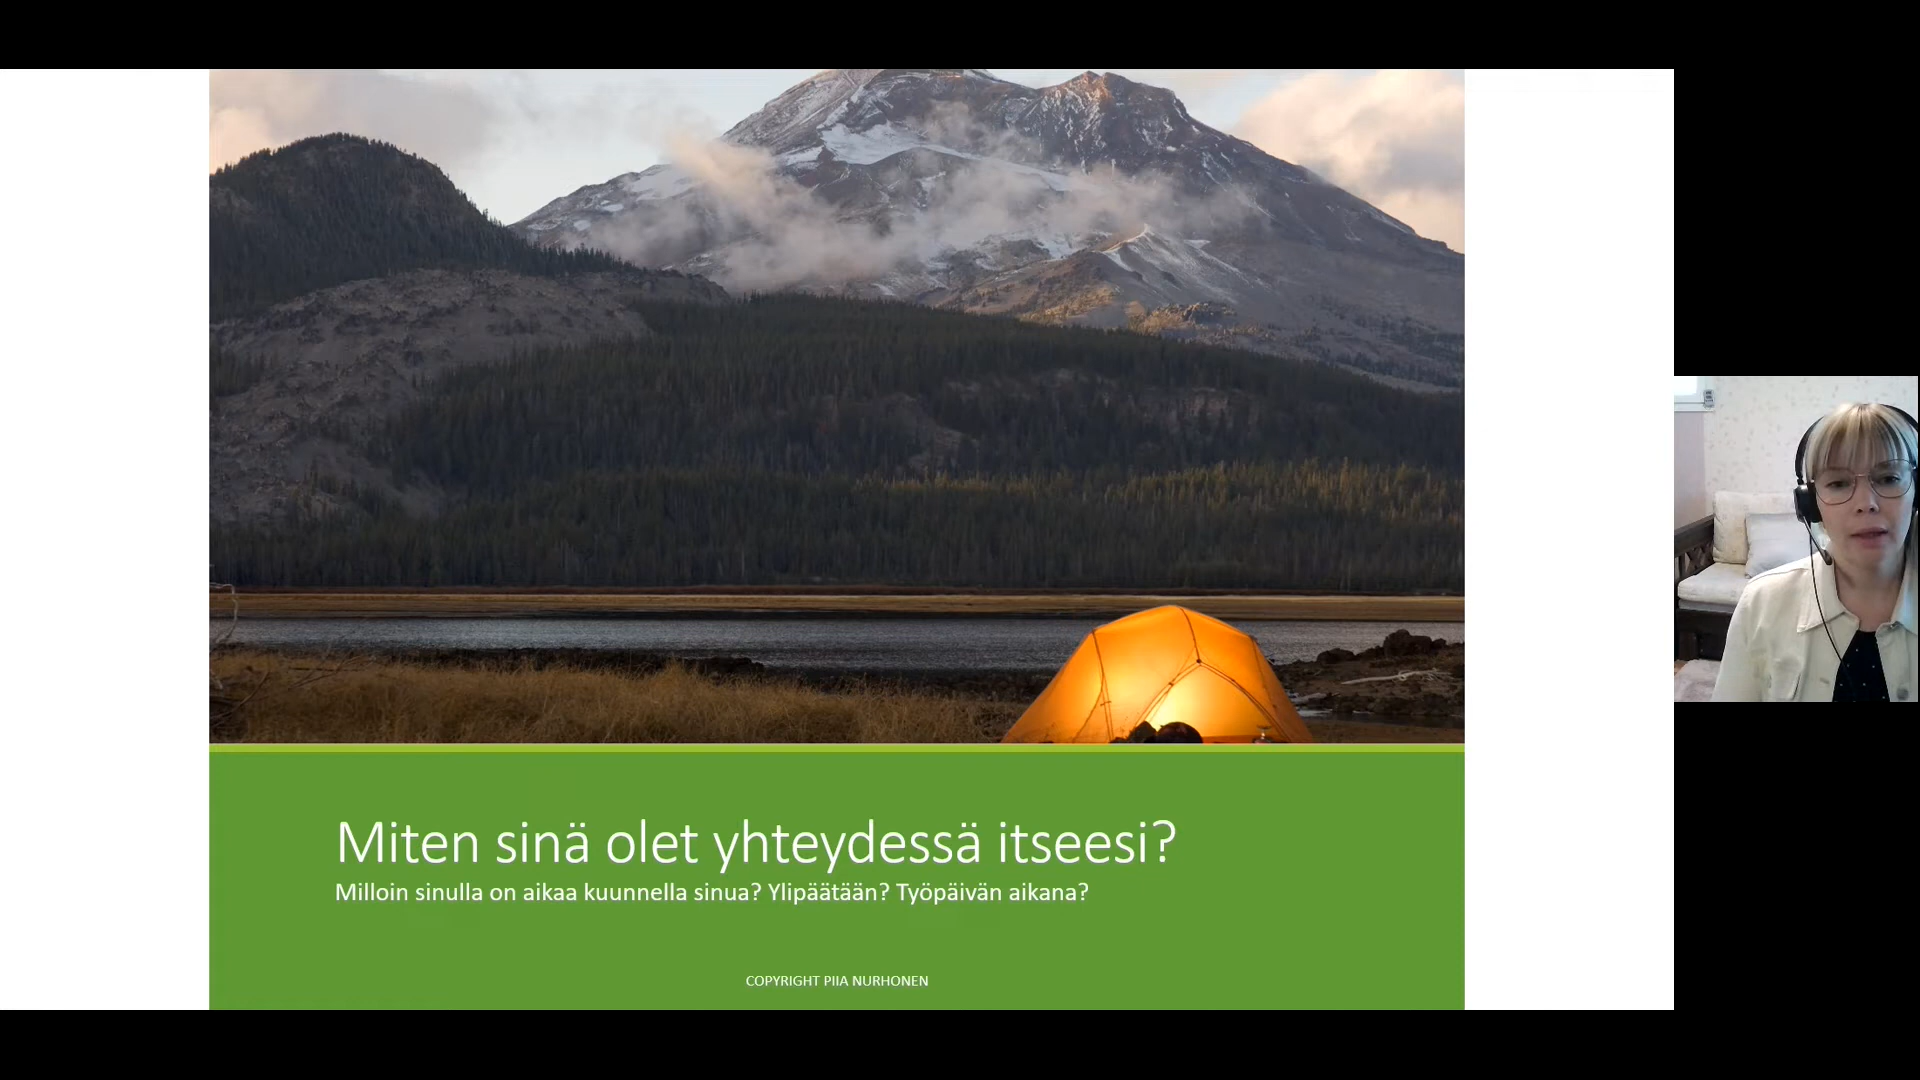 Miten sinä olet yhteydessä itseesi?
Milloin sinulla on aikaa kuunnella sinua? Ylipäätään? Työpäivän aikana?
COPYRIGHT PIIA NURHONEN